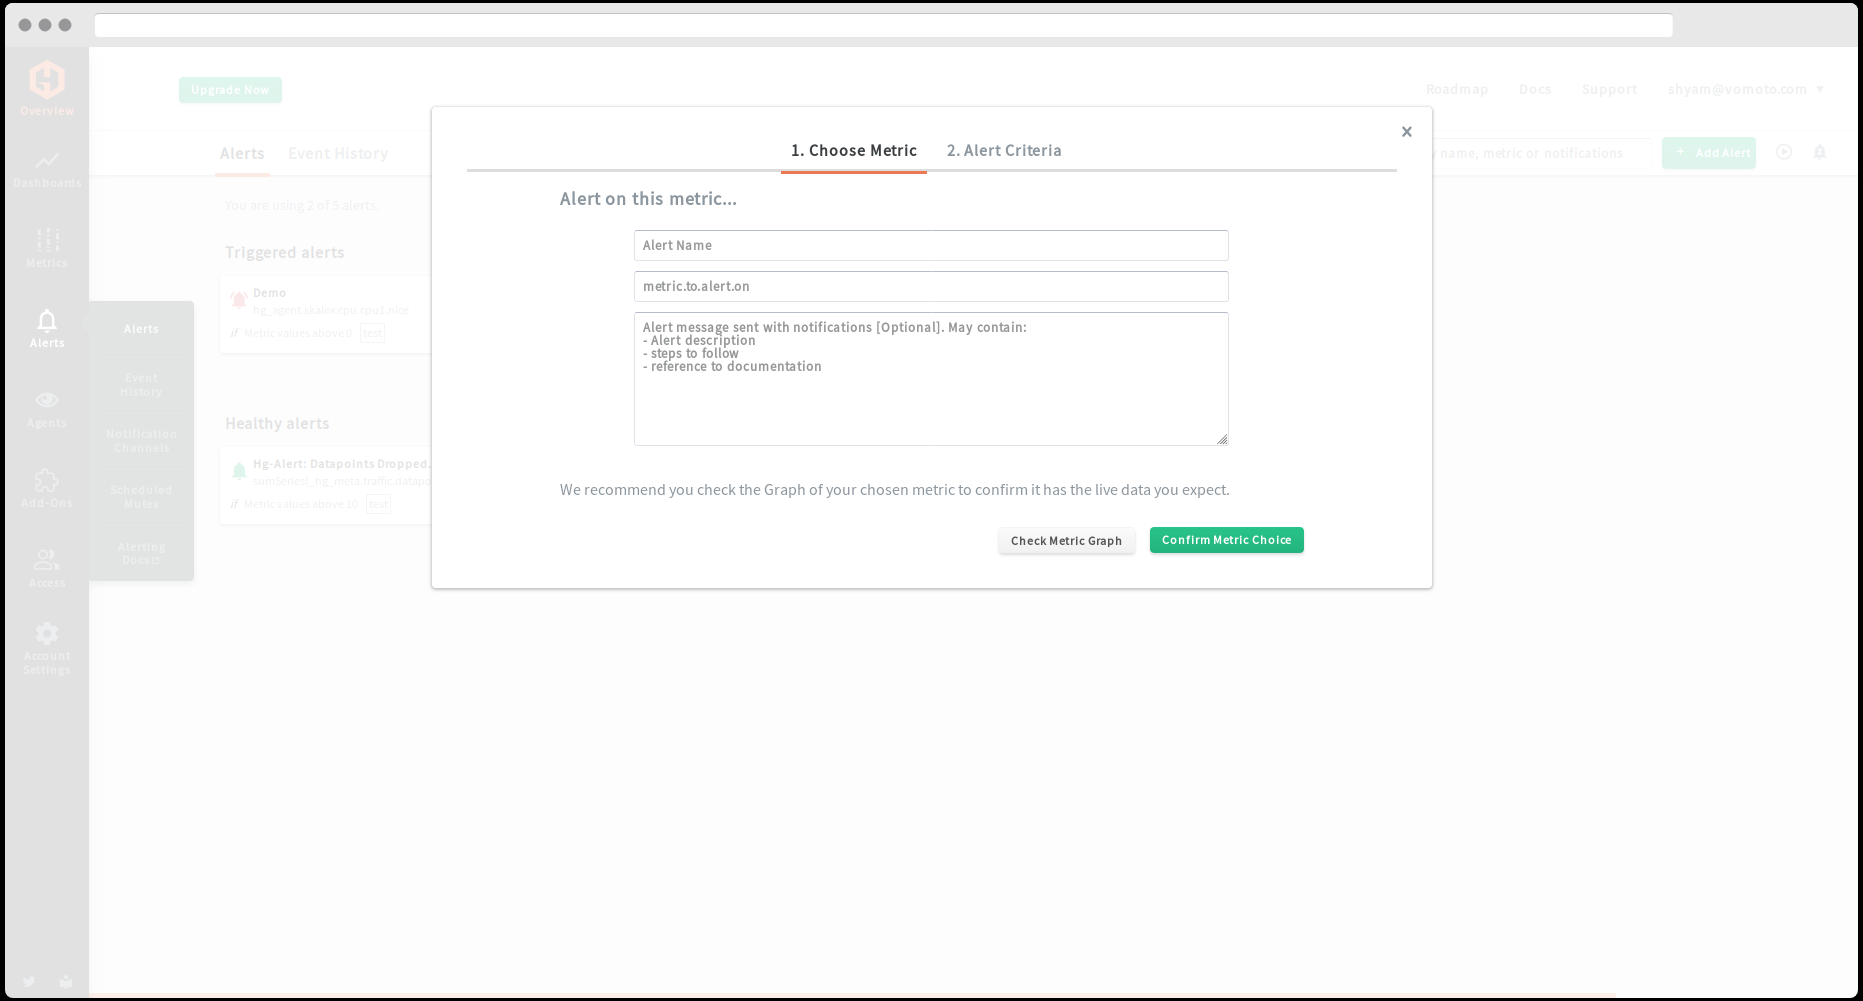 Upgrade Now
Roadmap Docs Support shyam@vomoto.com ▼
Overview
Dashboards
Metrics
Alerts
Agents
Add-Ons
Access
Account
Settings
Alerts
Event
History
Notification
Channels
Scheduled
Mutes
Alerting
Docs
Alerts Event History
name, metric or notifications
+ Add Alert
You are using 2 of 5 alerts.
Triggered alerts
Demo
hg_agent.skalex.cpu.cpu1.nice
if Metric values above 0 test
Healthy alerts
Hg-Alert: Datapoints Dropped.
if Metric values above 10 test
x
1. Choose Metric 2. Alert Criteria
Alert on this metric...
Alert Name
metric.to.alert.on
Alert message sent with notifications [Optional]. May contain:
- Alert description
- steps to follow
- reference to documentation
We recommend you check the Graph of your chosen metric to confirm it has the live data you expect.
Check Metric Graph
Confirm Metric Choice